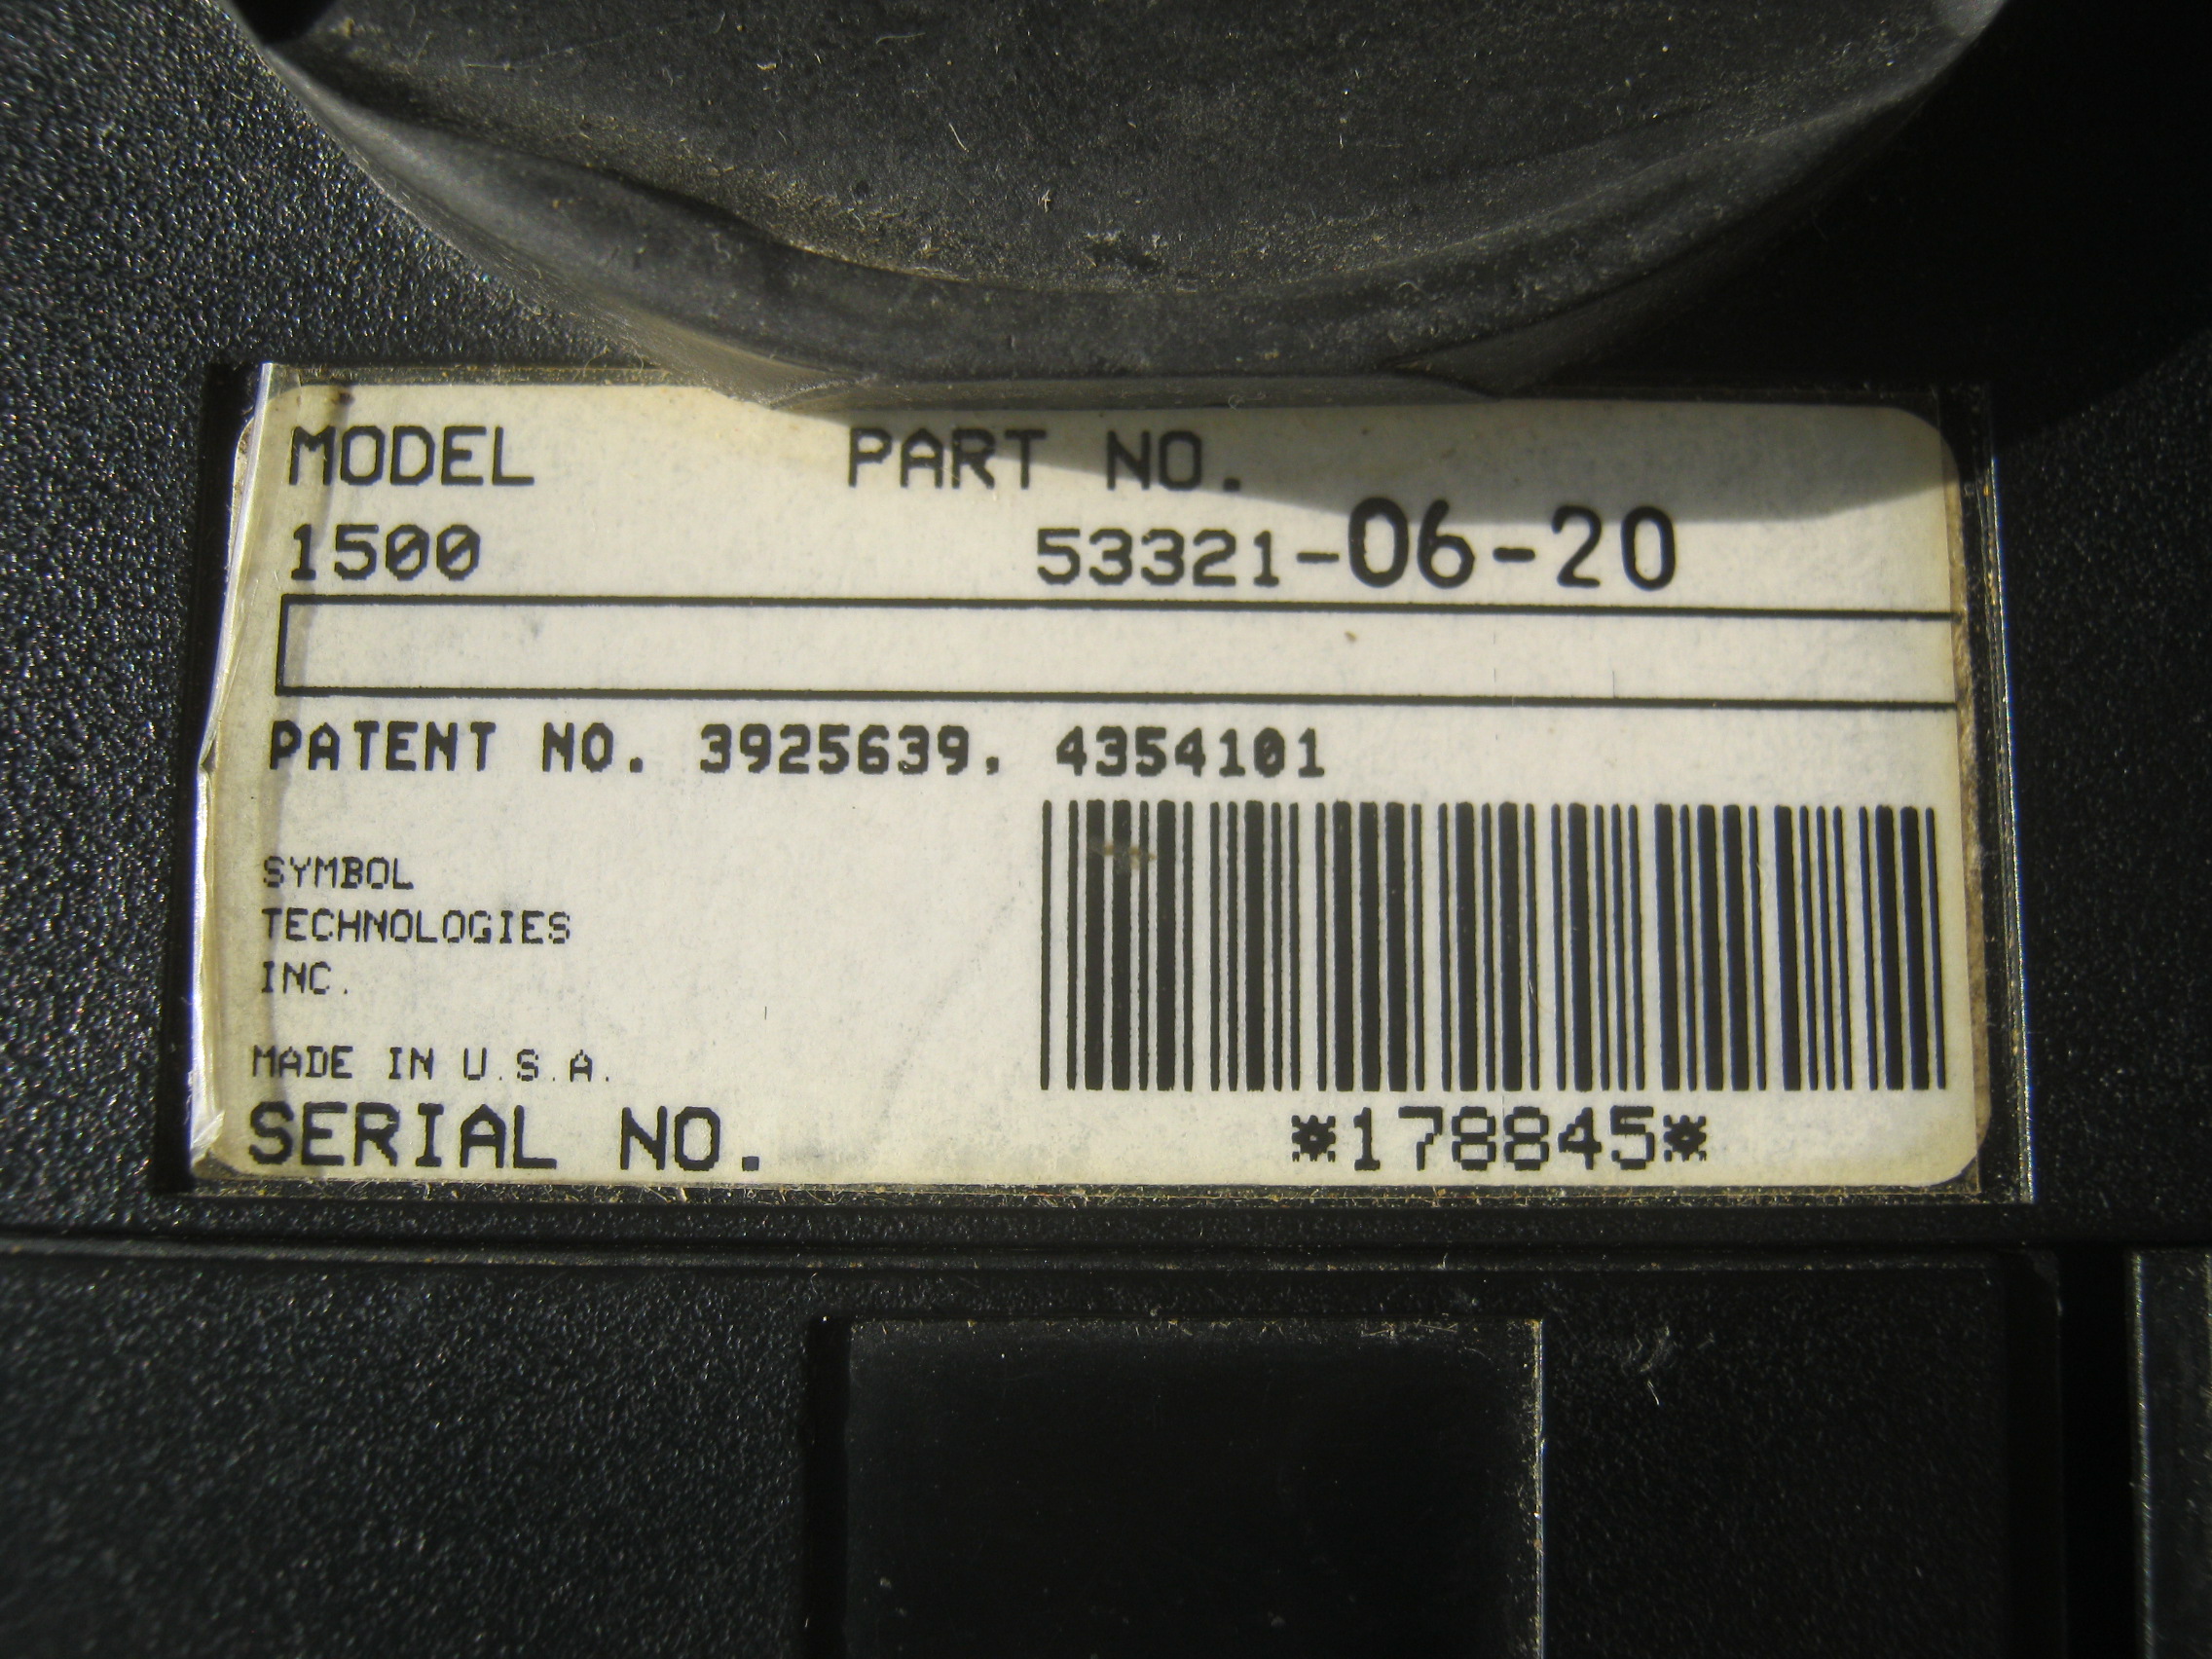 MODEL PART NO.
1500 53321-06-20
PATENT NO. 3925639, 4354101
SYMBOL
TECHNOLOGIES
INC.
MADE IN U.S.A.
SERIAL NO. *178845*